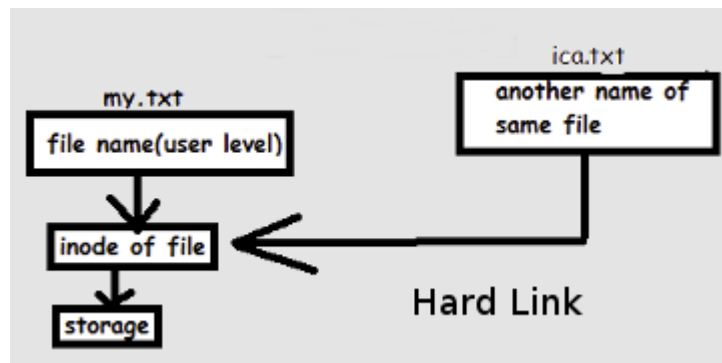 my.txt
file name(user level)
inode of file
storage
ica.txt
another name of
same file
Hard Link